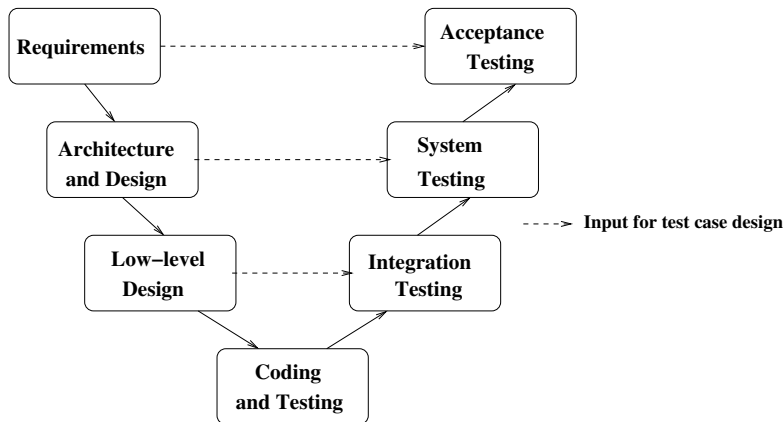 Requirements
Acceptance
Testing
Architecture
and Design
System
Testing
Input for test case design
Low-level
Design
Integration
Testing
Coding
and Testing